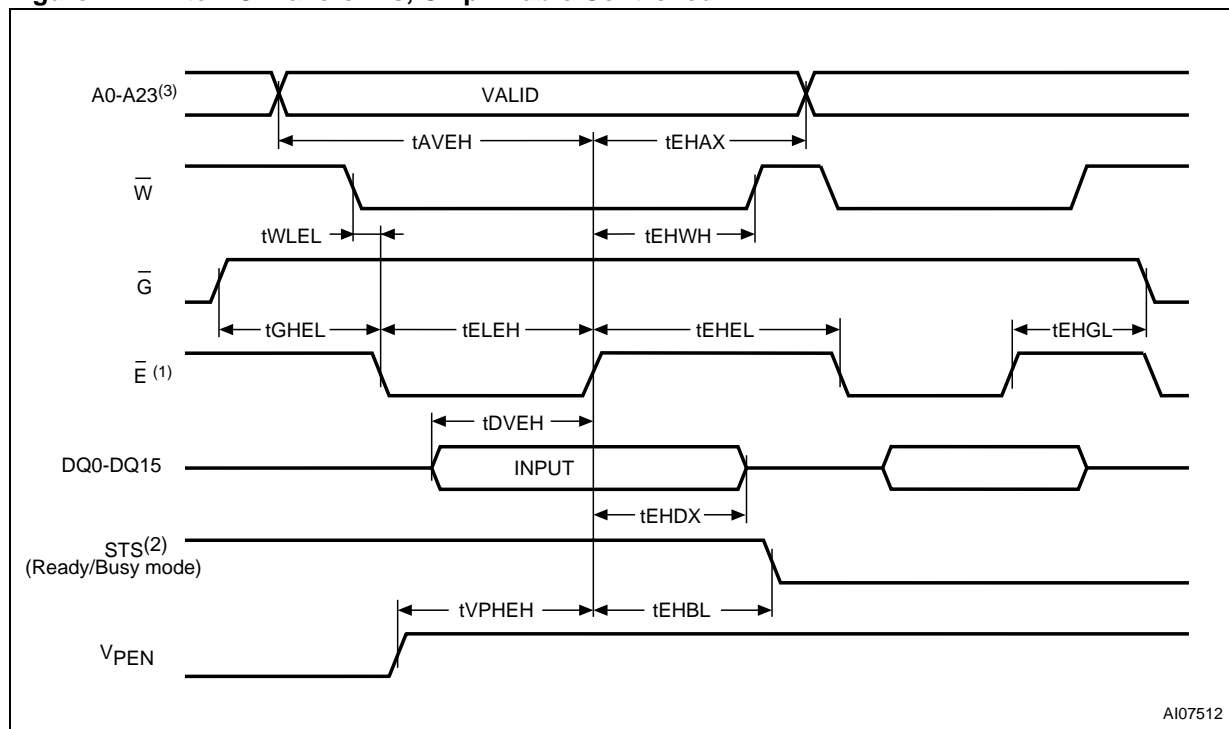 A0-A23(3)
VALID
tAVEH
tEHAX
W
tWLEL
tEHWH
G
tGHEL
tELEH
tEHEL
tEHGL
E (1)
tDVEH
DQ0-DQ15
INPUT
tEHDX
STS(2)
(Ready/Busy mode)
tVPHEH
tEHBL
VPEN
AI07512